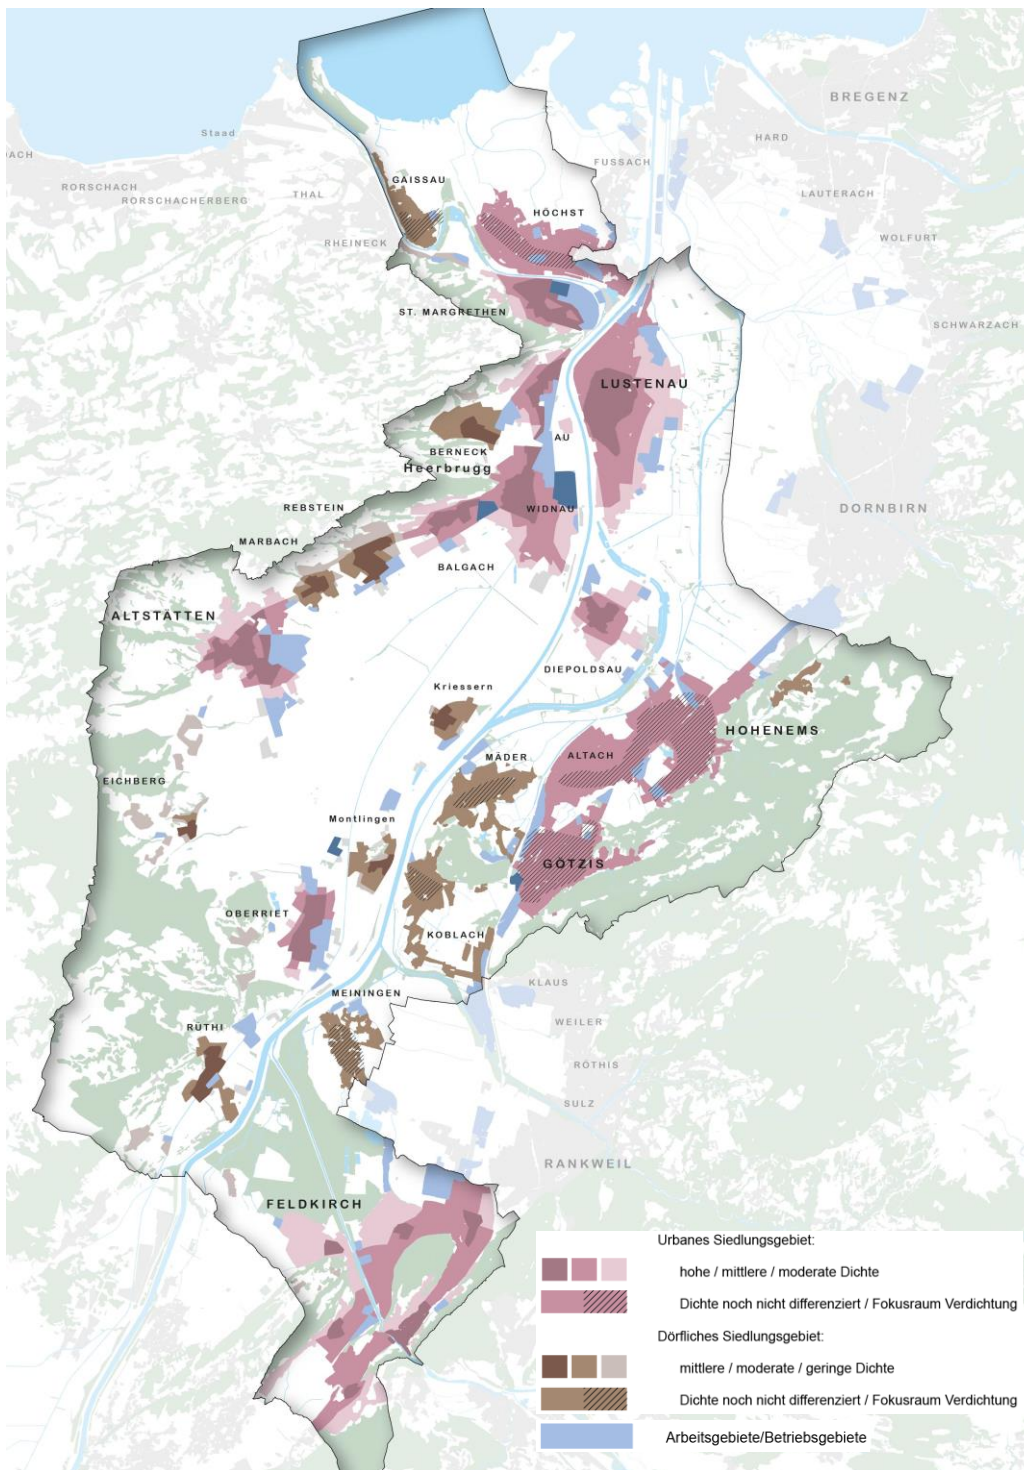 BREGENZ
Staad
HARD
ACH
FUSSACH
GAISSAU
RORSCHACH
THAL
LAUTERACH
RORSCHACHERBERG
HÖCHST
RHEINECK
WOLFURT
ST. MARGRETHEN
SCHWARZACH
LUSTENAU
AU
BERNECK
Heerbrugg
REBSTEIN
WIDNAU
DORNBIRN
MARBACH
BALGACH
ALTSTÄTTEN
DIEPOLDSAU
Kriessern
HOHENEMS
MÄDER
ALTACH
EICHBERG
Montlingen
GÖTZIS
OBERRIET
KOBLACH
KLAUS
MEININGEN
WEILER
RÜTHI
RÖTHIS
SULZ
RANKWEIL
FELDKIRCH
Urbanes Siedlungsgebiet:
hohe / mittlere / moderate Dichte
Dichte noch nicht differenziert / Fokusraum Verdichtung
Dörfliches Siedlungsgebiet:
mittlere / moderate / geringe Dichte
Dichte noch nicht differenziert / Fokusraum Verdichtung
Arbeitsgebiete/Betriebsgebiete